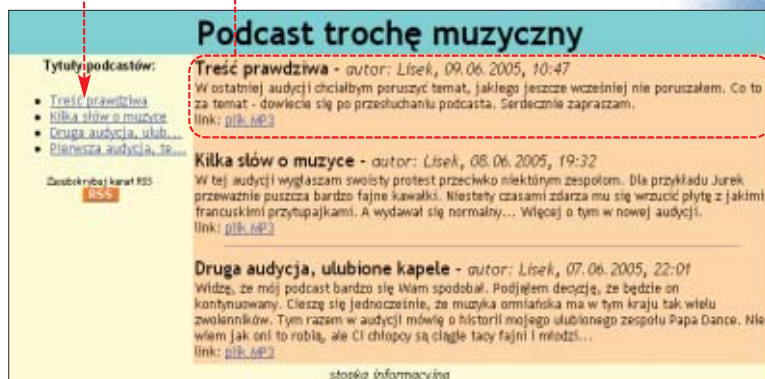 Podcast trochę muzyczny
Tytuły podcastów:
• Treść prawdziwa
• Kilka słów o muzyce
• Druga audycja, ulub...
• Pierwsza audycja, te...
Zasubskrybuj kanał RSS
RSS
Treść prawdziwa - autor: Lisek, 09.06.2005, 10:47
W ostatniej audycji chciałbym poruszyć temat, jakiego jeszcze wcześniej nie poruszałem. Co to
za temat - dowiecie się po przesłuchaniu podcasta. Serdecznie zapraszam.
link: plik MP3
Kilka słów o muzyce - autor: Lisek, 08.06.2005, 19:32
W tej audycji wygłaszam swoisty protest przeciwko niektórym zespołom. Dla przykładu Jurek
przeważnie puszcza bardzo fajne kawałki. Niestety czasami zdarza mu się wrzucić płytę z jakimi
francuskimi przytupajkami. A wydawał się normalny... Więcej o tym w nowej audycji.
link: plik MP3
Druga audycja, ulubione kapele - autor: Lisek, 07.06.2005, 22:01
Widzę, że mój podcast bardzo się Wam spodobał. Podjąłem decyzję, że będzie on
kontynuowany. Cieszę się jednocześnie, że muzyka ormiańska ma w tym kraju tak wielu
zwolenników. Tym razem w audycji mówię o historii mojego ulubionego zespołu Papa Dance. Nie
wiem jak oni to robią, ale Ci chłopcy są ciągle tacy fajni i młodzi...
link: plik MP3
stopka informacyjna